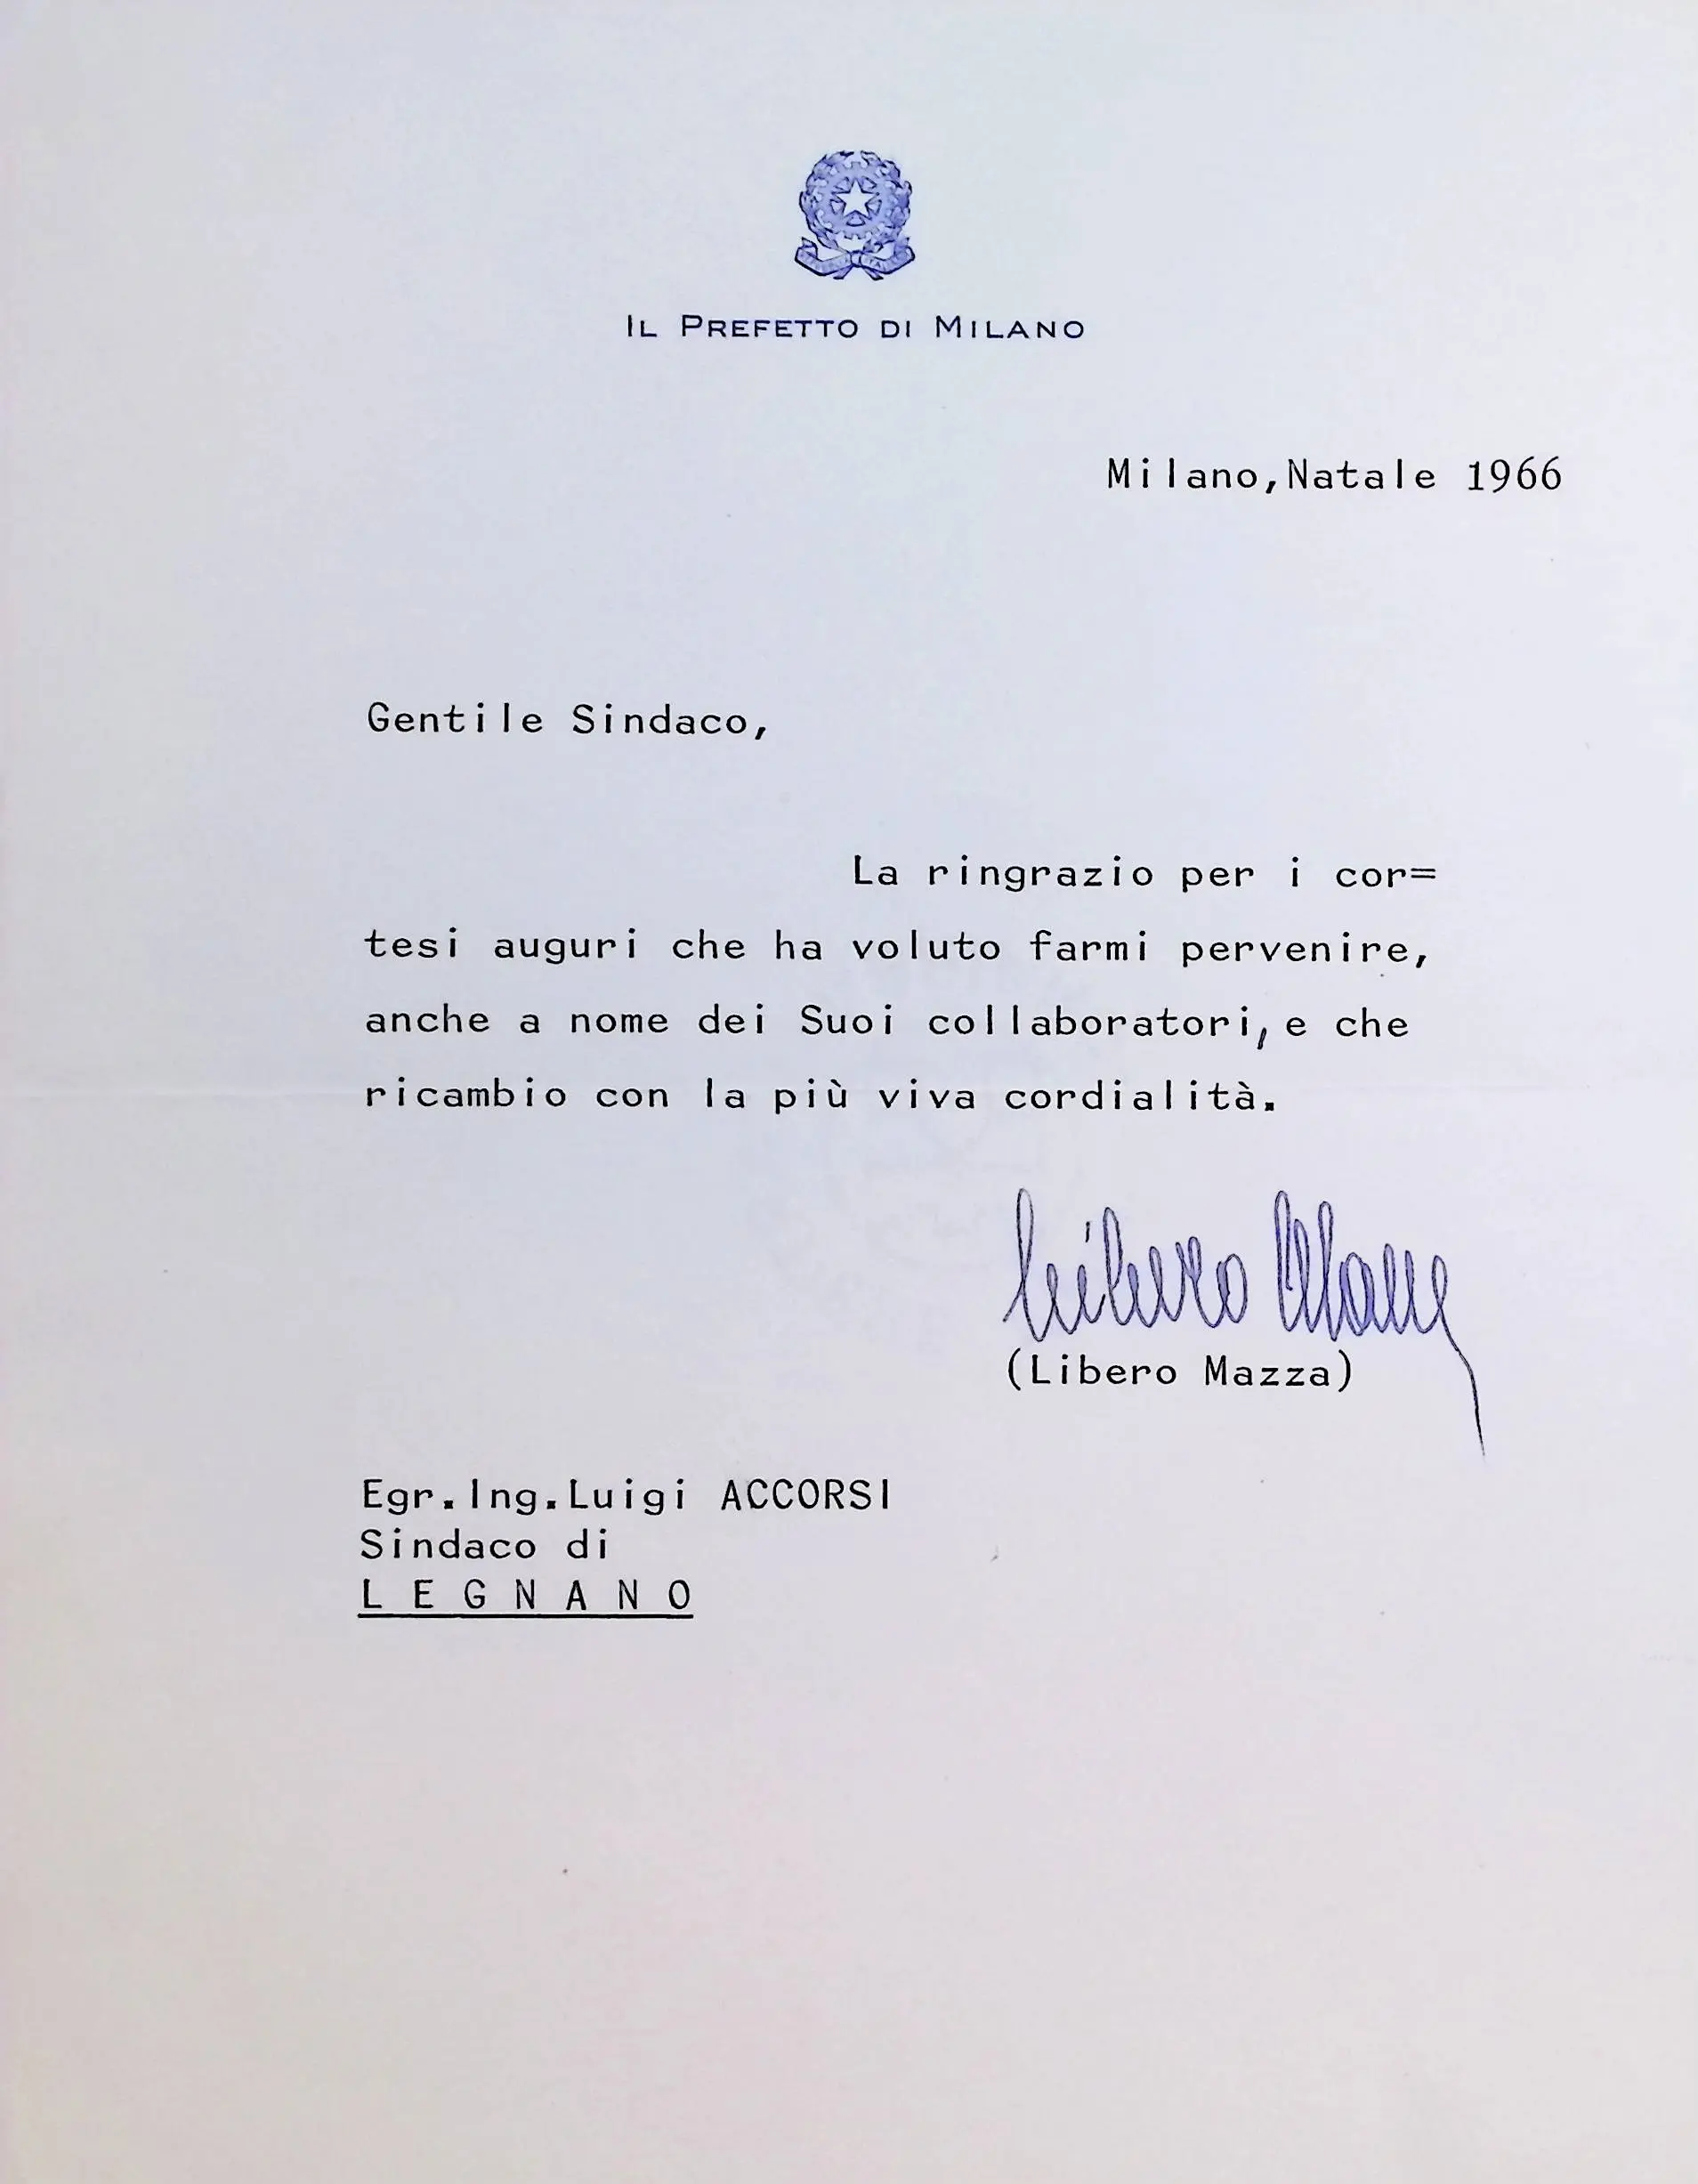 IL PREFETTO DI MILANO
Milano,Natale 1966
Gentile Sindaco,
La ringrazio per i cor=
tesi auguri che ha voluto farmi pervenire,
anche a nome dei Suoi collaboratori,e che
ricambio con la più viva cordialità.
Libero Mazza
(Libero Mazza)
Egr.Ing.Luigi ACCORSI
Sindaco di
L E G N A N O